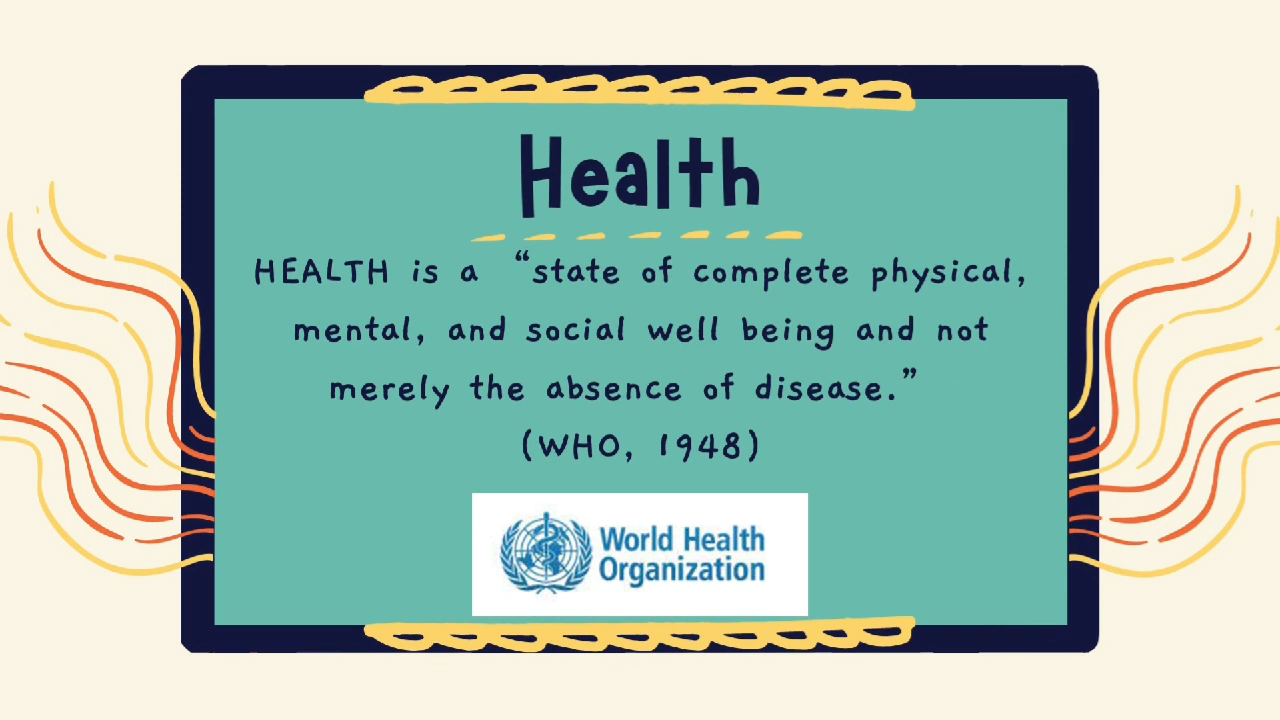 Health
HEALTH is a “state of complete physical,
mental, and social well being and not
merely the absence of disease.”
(WHO, 1948)
World Health
Organization